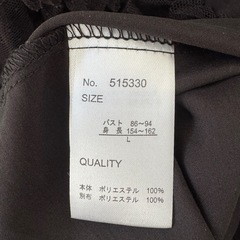 No. 515330
SIZE
バスト 86~94
身 長 154~162
L
QUALITY
本体 ポリエステル 100%
別布 ポリエステル 100%